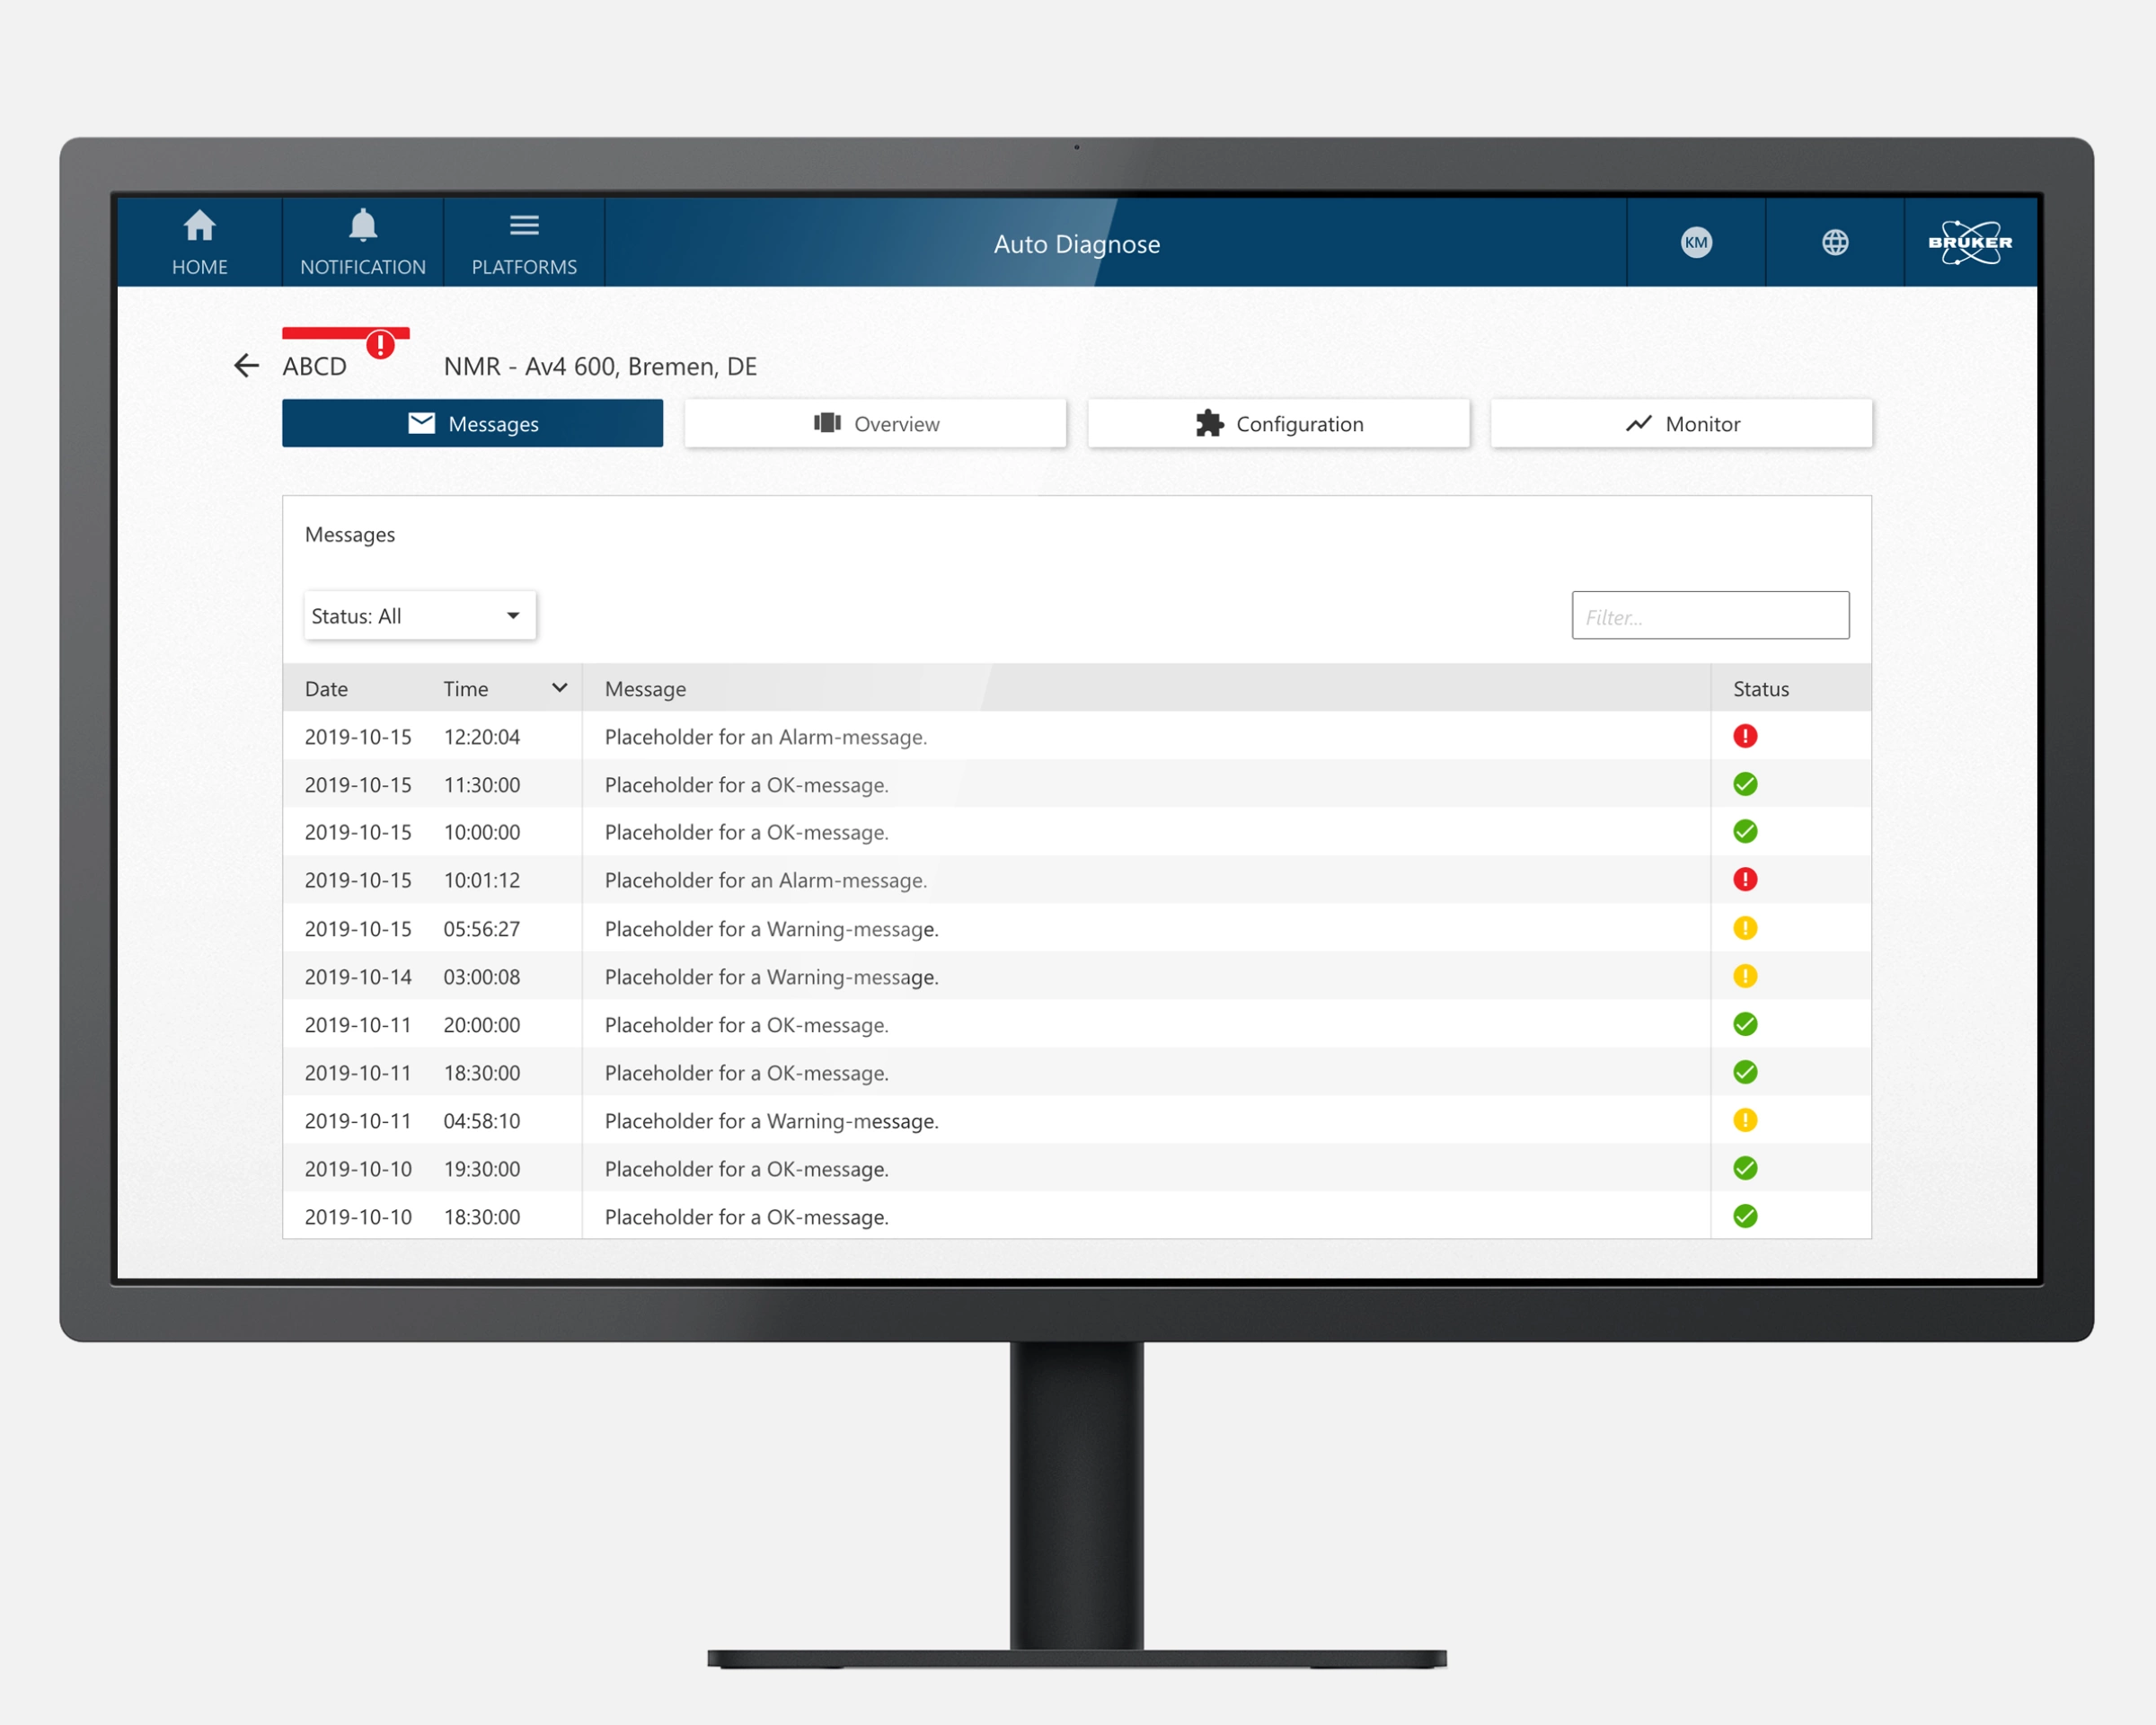 HOME NOTIFICATION PLATFORMS Auto Diagnose KM BRUKER
ABCD NMR - Av4 600, Bremen, DE
Messages Overview Configuration Monitor
Messages
Status: All Filter...
Date Time Message Status
2019-10-15 12:20:04 Placeholder for an Alarm-message.
2019-10-15 11:30:00 Placeholder for a OK-message.
2019-10-15 10:00:00 Placeholder for a OK-message.
2019-10-15 10:01:12 Placeholder for an Alarm-message.
2019-10-15 05:56:27 Placeholder for a Warning-message.
2019-10-14 03:00:08 Placeholder for a Warning-message.
2019-10-11 20:00:00 Placeholder for a OK-message.
2019-10-11 18:30:00 Placeholder for a OK-message.
2019-10-11 04:58:10 Placeholder for a Warning-message.
2019-10-10 19:30:00 Placeholder for a OK-message.
2019-10-10 18:30:00 Placeholder for a OK-message.